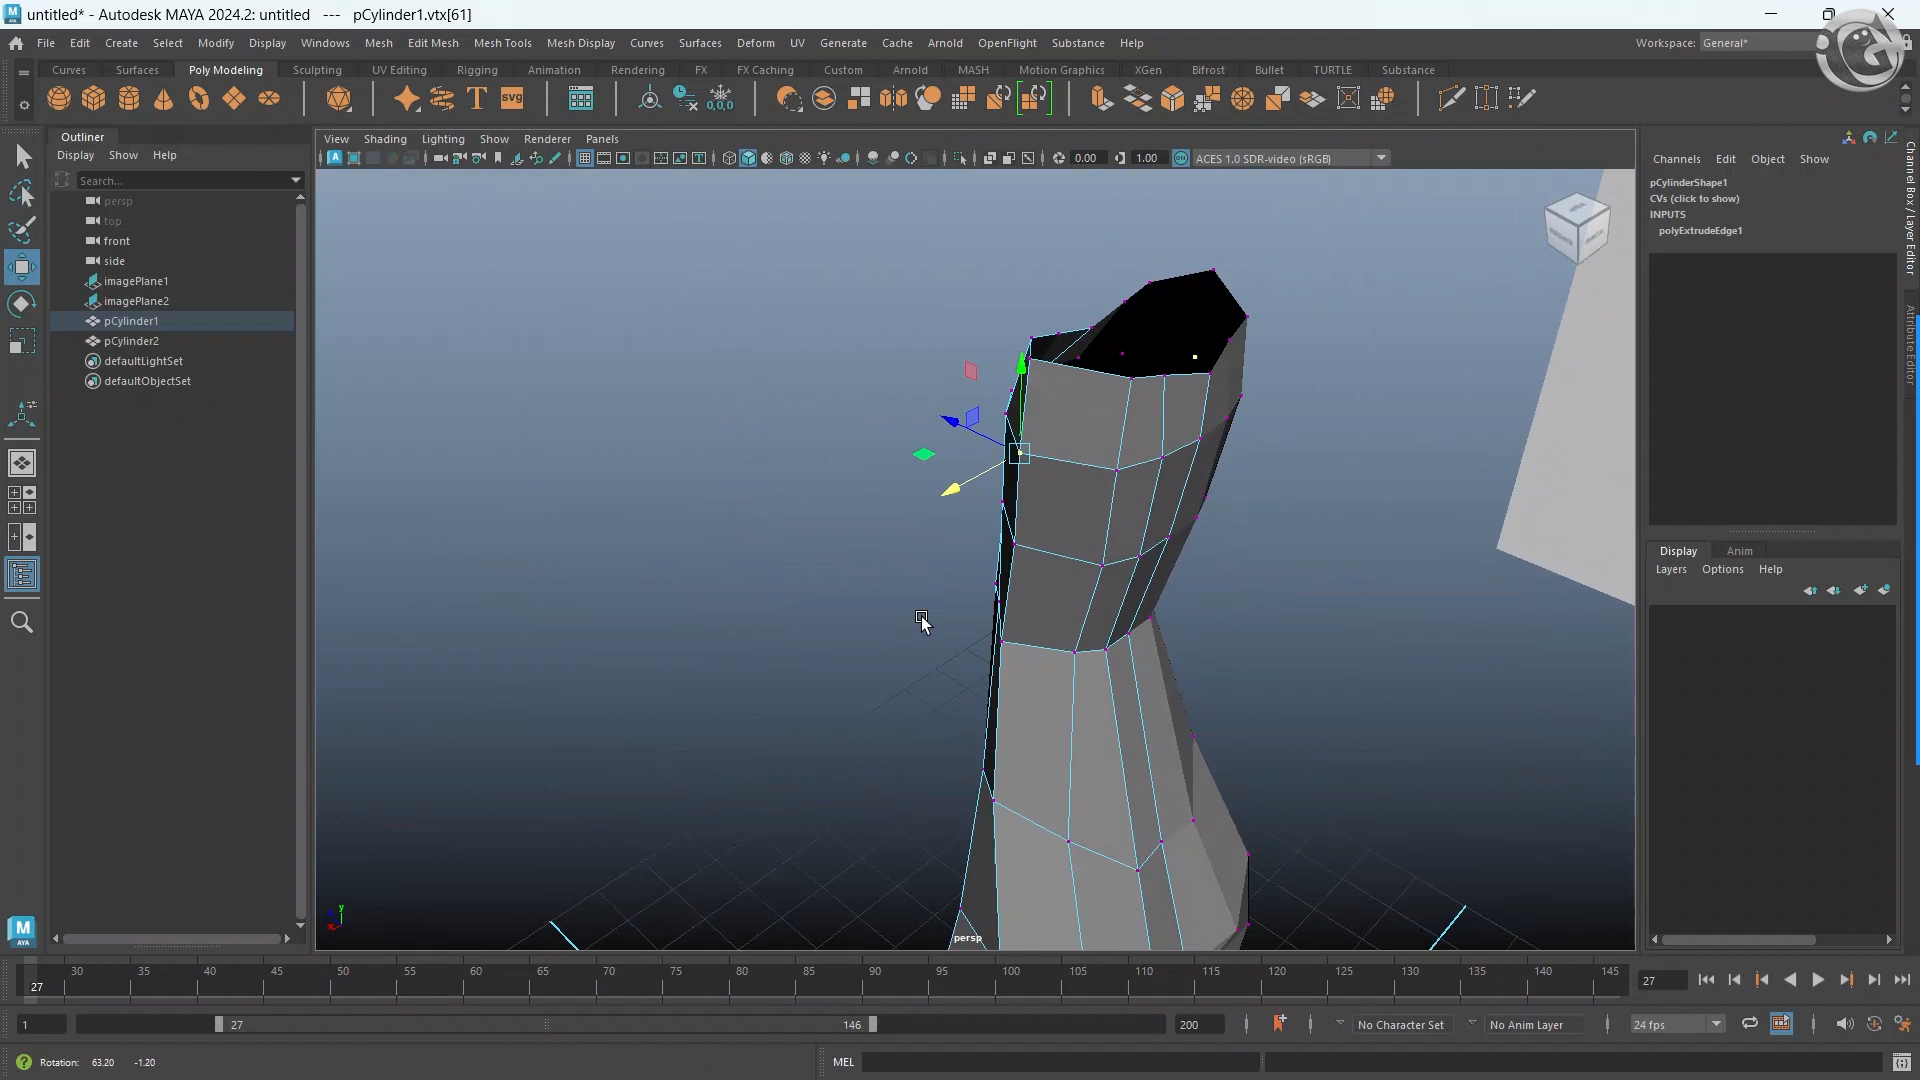 untitled* - Autodesk MAYA 2024.2: untitled --- pCylinder1.vtx[61]
File Edit Create Select Modify Display Windows Mesh Edit Mesh Mesh Tools Mesh Display Curves Surfaces Deform UV Generate Cache Arnold OpenFlight Substance Help
Workspace: General*
Curves Surfaces Poly Modeling Sculpting UV Editing Rigging Animation Rendering FX FX Caching Custom Arnold MASH Motion Graphics XGen Bifrost Bullet TURTLE Substance
Outliner
Display Show Help
Search...
persp
top
front
side
imagePlane1
imagePlane2
pCylinder1
pCylinder2
defaultLightSet
defaultObjectSet
View Shading Lighting Show Renderer Panels
0.00 1.00 ACES 1.0 SDR-video (sRGB)
persp
Channels Edit Object Show
pCylinderShape1
CVs (click to show)
INPUTS
polyExtrudeEdge1
Channel Box / Layer Editor
Attribute Editor
Display Anim
Layers Options Help
30 35 40 45 50 55 60 65 70 75 80 85 90 95 100 105 110 115 120 125 130 135 140 145
27
27
1 27 146 200 No Character Set No Anim Layer 24 fps
Rotation: 63.20 -1.20 MEL